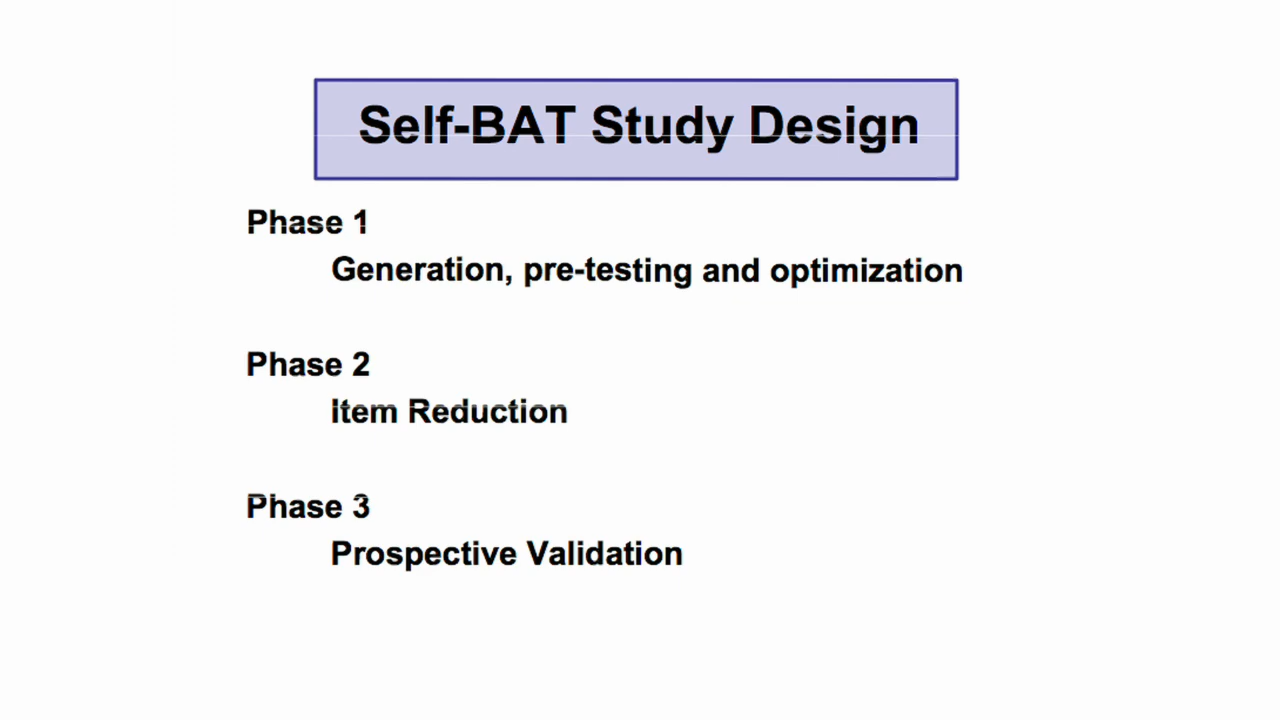 Self-BAT Study Design
Phase 1
Generation, pre-testing and optimization
Phase 2
Item Reduction
Phase 3
Prospective Validation